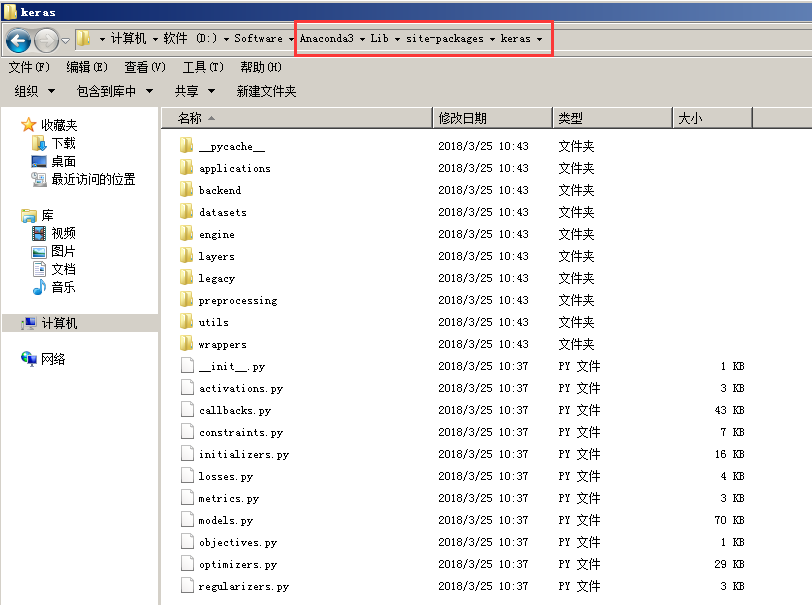 keras
计算机 软件 (D:) Software Anaconda3 Lib site-packages keras
文件(F) 编辑(E) 查看(V) 工具(T) 帮助(H)
组织 包含到库中 共享 新建文件夹
收藏夹
下载
桌面
最近访问的位置
库
视频
图片
文档
音乐
计算机
网络
名称 修改日期 类型 大小
__pycache__ 2018/3/25 10:43 文件夹
applications 2018/3/25 10:43 文件夹
backend 2018/3/25 10:43 文件夹
datasets 2018/3/25 10:43 文件夹
engine 2018/3/25 10:43 文件夹
layers 2018/3/25 10:43 文件夹
legacy 2018/3/25 10:43 文件夹
preprocessing 2018/3/25 10:43 文件夹
utils 2018/3/25 10:43 文件夹
wrappers 2018/3/25 10:43 文件夹
__init__.py 2018/3/25 10:37 PY 文件 1 KB
activations.py 2018/3/25 10:37 PY 文件 3 KB
callbacks.py 2018/3/25 10:37 PY 文件 43 KB
constraints.py 2018/3/25 10:37 PY 文件 7 KB
initializers.py 2018/3/25 10:37 PY 文件 16 KB
losses.py 2018/3/25 10:37 PY 文件 4 KB
metrics.py 2018/3/25 10:37 PY 文件 3 KB
models.py 2018/3/25 10:37 PY 文件 70 KB
objectives.py 2018/3/25 10:37 PY 文件 1 KB
optimizers.py 2018/3/25 10:37 PY 文件 29 KB
regularizers.py 2018/3/25 10:37 PY 文件 3 KB